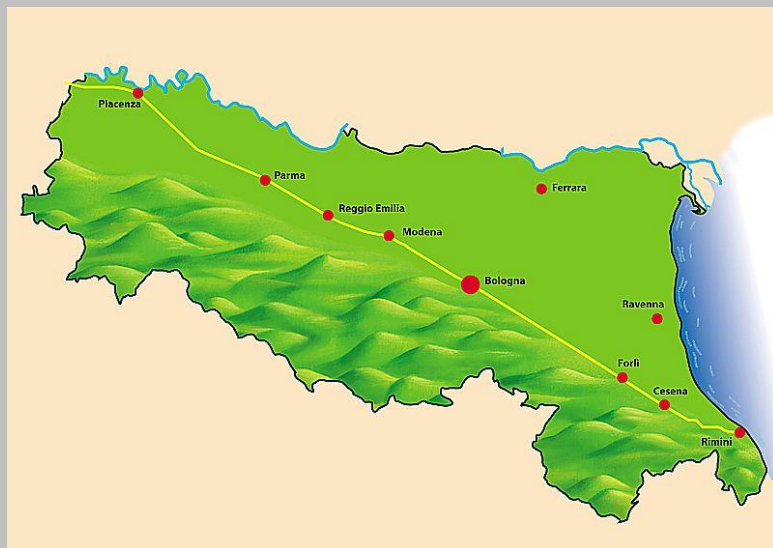 Piacenza
Parma
Ferrara
Reggio Emilia
Modena
Bologna
Ravenna
Forlì
Cesena
Rimini